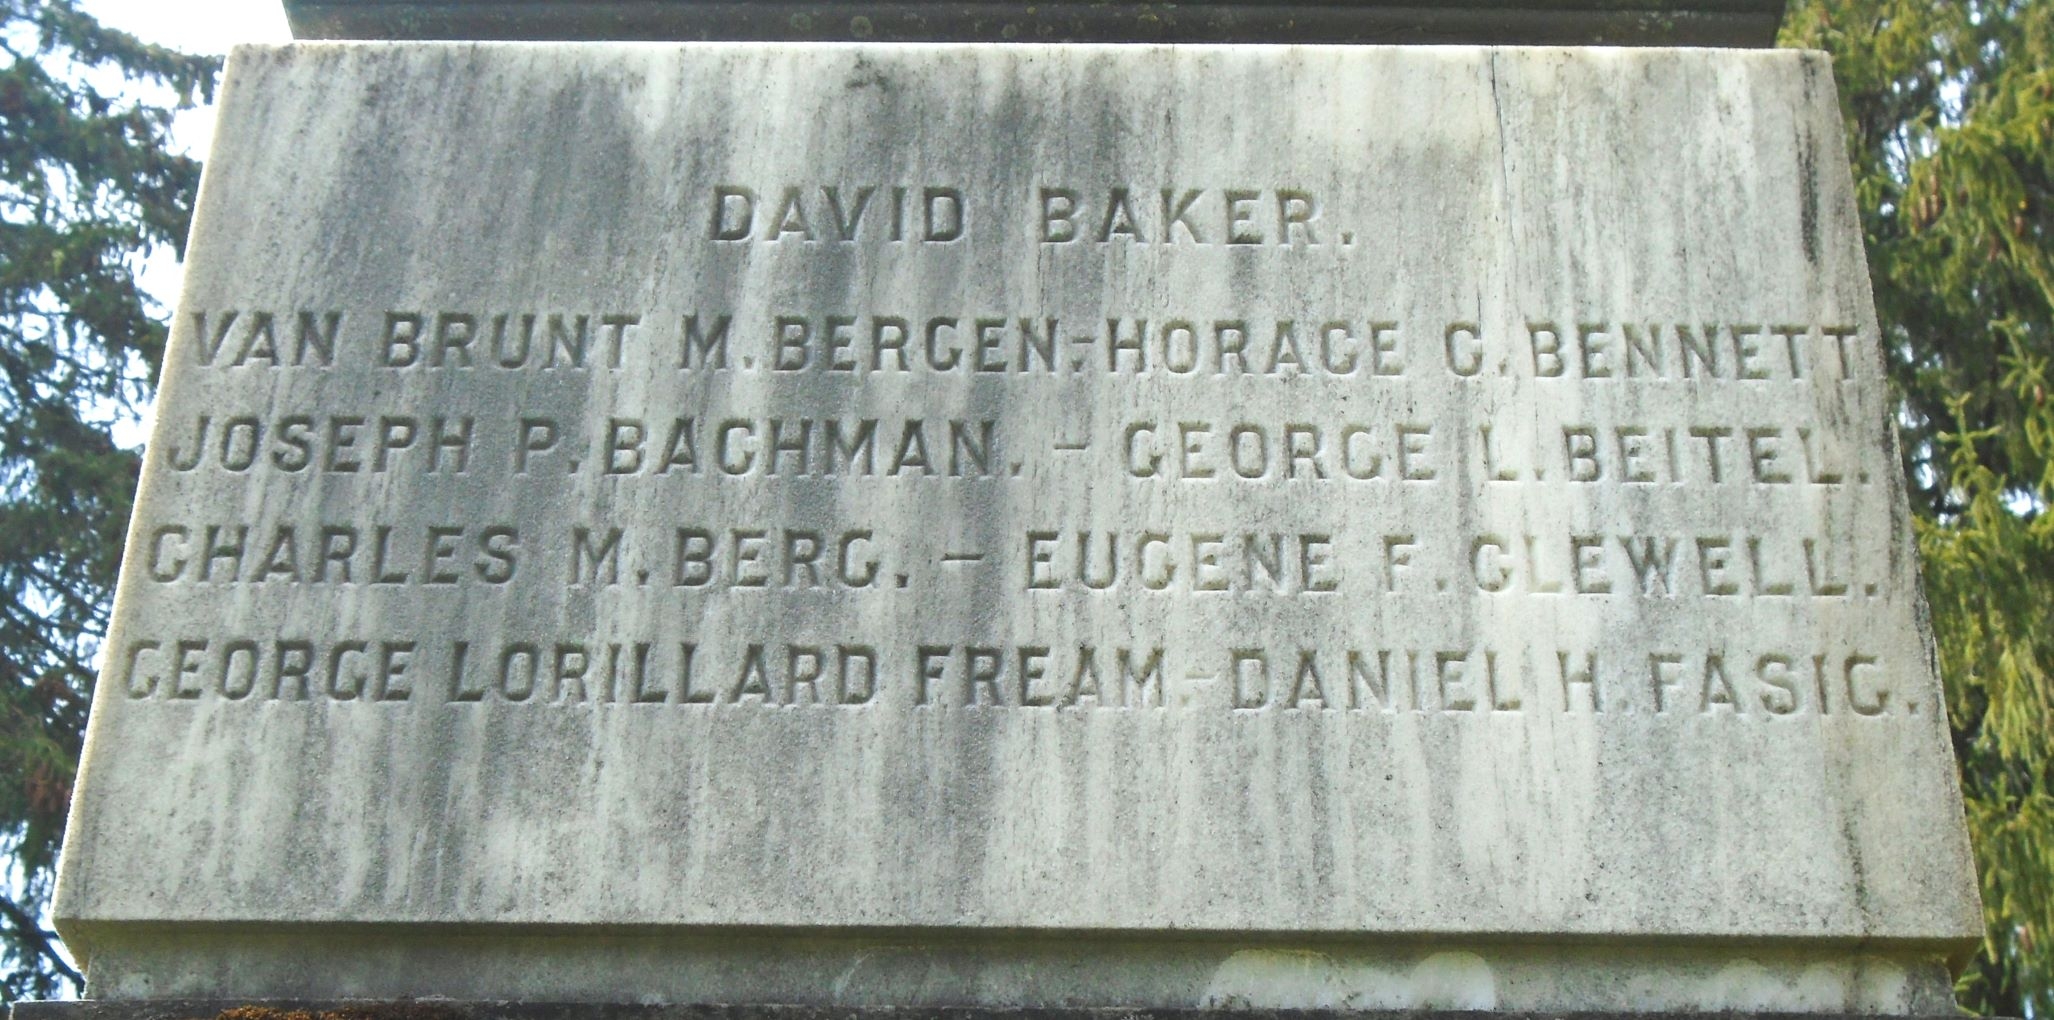 DAVID BAKER.
VAN BRUNT M. BERGEN.-HORACE G. BENNETT
JOSEPH P. BACHMAN. - GEORGE L. BEITEL.
CHARLES M. BERG. - EUGENE F. CLEWELL.
GEORGE LORILLARD FREAM.-DANIEL H. FASIG.